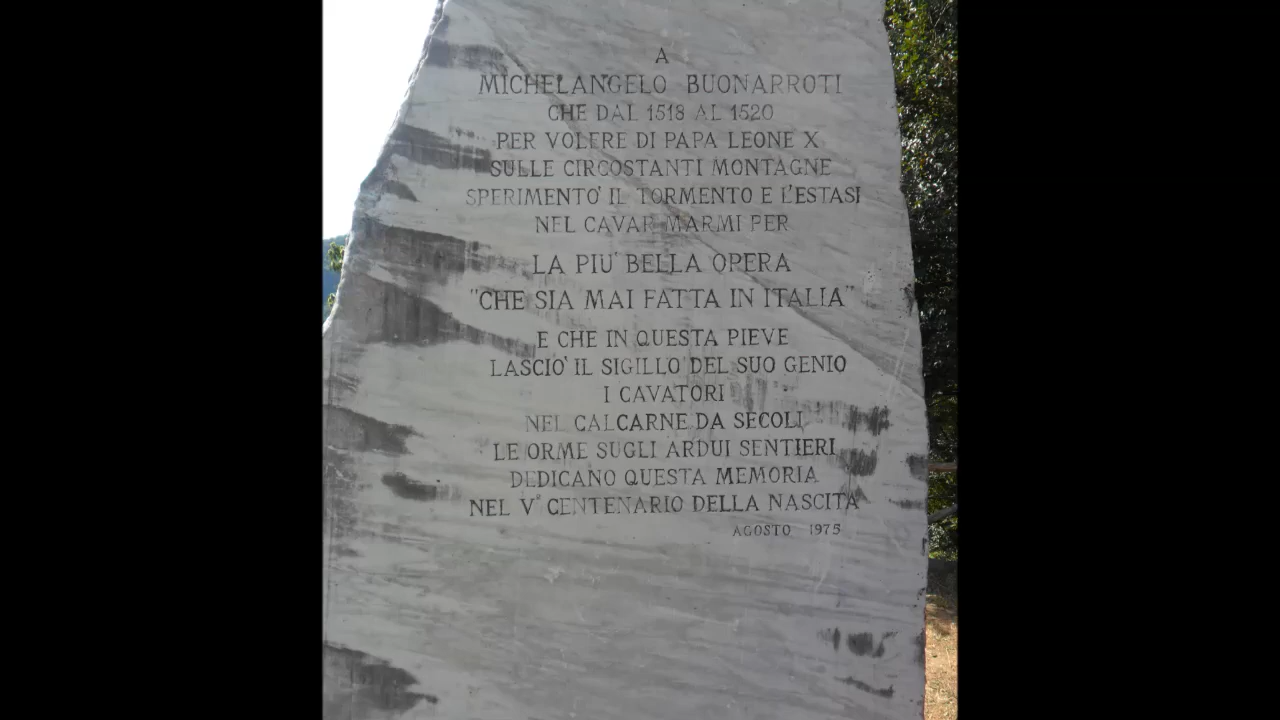 A
MICHELANGELO BUONARROTI
CHE DAL 1518 AL 1520
PER VOLERE DI PAPA LEONE X
SULLE CIRCOSTANTI MONTAGNE
SPERIMENTO' IL TORMENTO E L'ESTASI
NEL CAVAR MARMI PER
LA PIU' BELLA OPERA
"CHE SIA MAI FATTA IN ITALIA"
E CHE IN QUESTA PIEVE
LASCIO' IL SIGILLO DEL SUO GENIO
I CAVATORI
NEL CALCARNE DA SECOLI
LE ORME SUGLI ARDUI SENTIERI
DEDICANO QUESTA MEMORIA
NEL V° CENTENARIO DELLA NASCITA
AGOSTO 1975